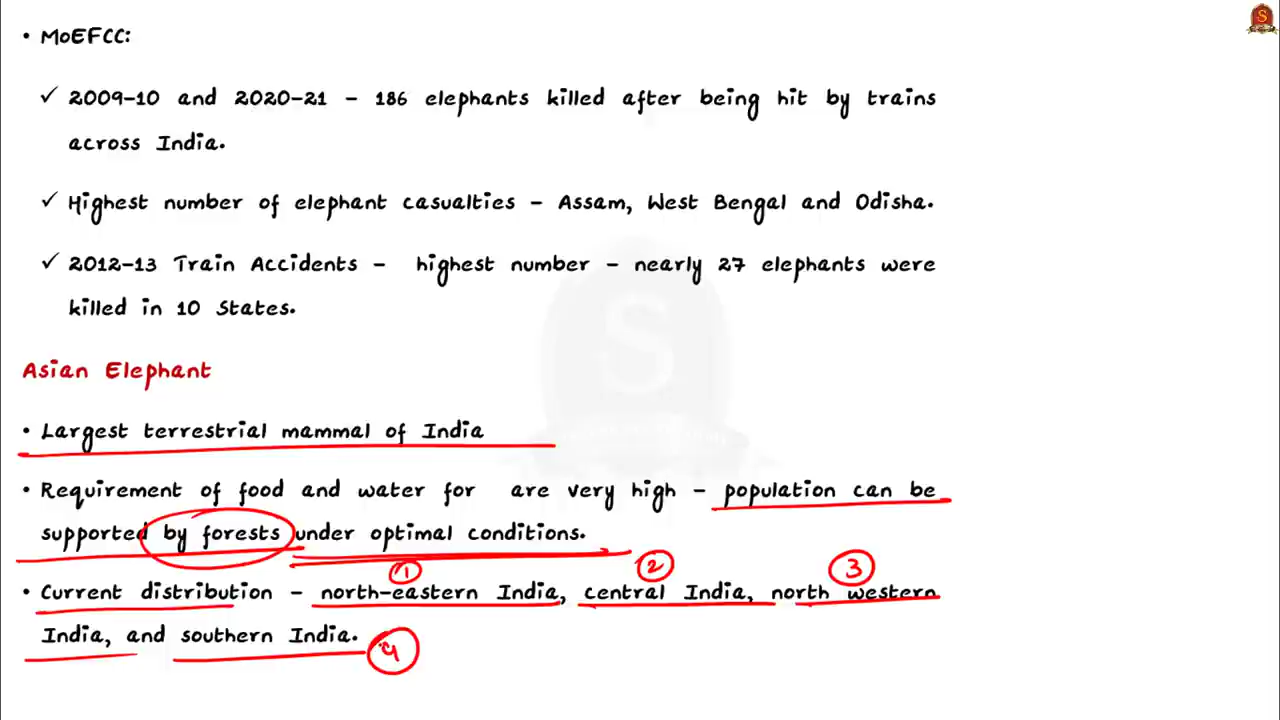 • MoEFCC:
✓ 2009-10 and 2020-21 - 186 elephants killed after being hit by trains
across India.
✓ Highest number of elephant casualties - Assam, West Bengal and Odisha.
✓ 2012-13 Train Accidents - highest number - nearly 27 elephants were
killed in 10 States.
Asian Elephant
• Largest terrestrial mammal of India
• Requirement of food and water for are very high - population can be
supported by forests under optimal conditions.
1 2 3
• Current distribution - north-eastern India, central India, north western
India, and southern India.
4
S